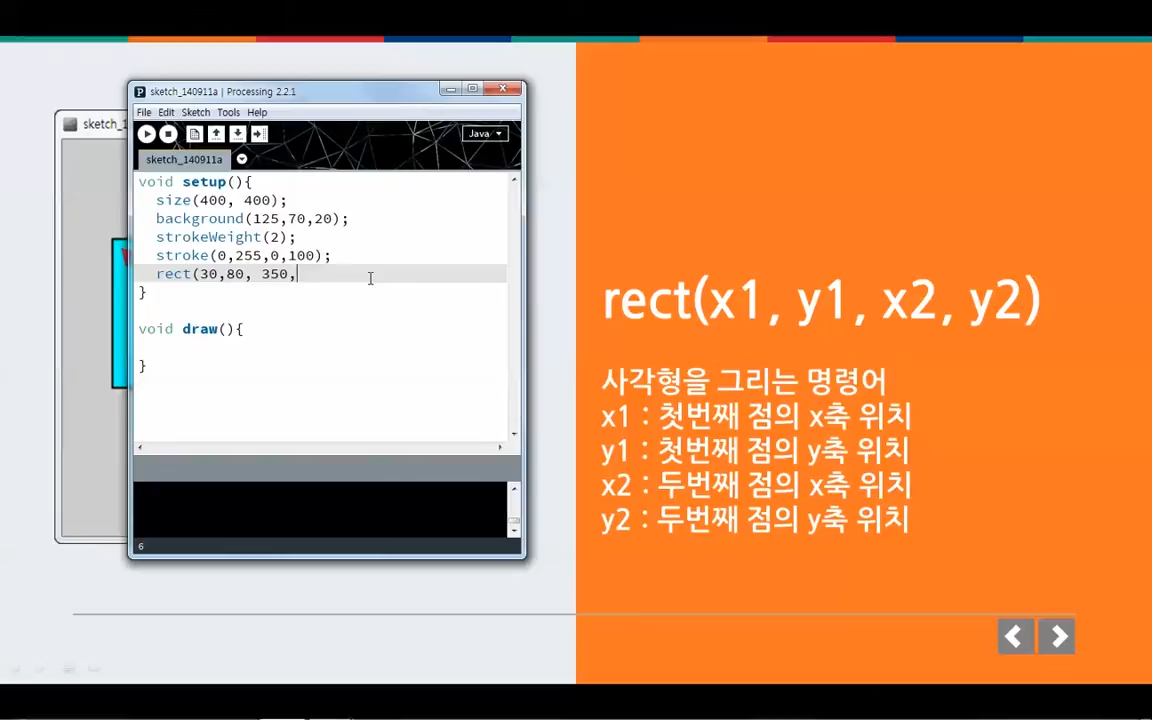 sketch_1
sketch_140911a | Processing 2.2.1
File Edit Sketch Tools Help
Java
sketch_140911a
void setup(){
size(400, 400);
background(125,70,20);
strokeWeight(2);
stroke(0,255,0,100);
rect(30,80, 350,
}
void draw(){
}
6
rect(x1, y1, x2, y2)
사각형을 그리는 명령어
x1 : 첫번째 점의 x축 위치
y1 : 첫번째 점의 y축 위치
x2 : 두번째 점의 x축 위치
y2 : 두번째 점의 y축 위치